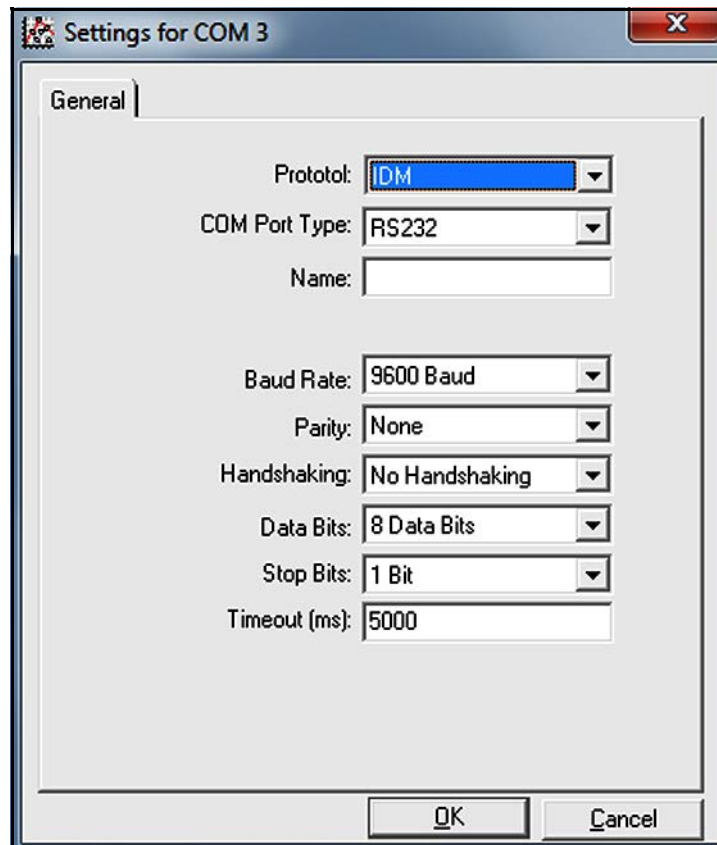 Settings for COM 3
General
Prototol: IDM
COM Port Type: RS232
Name:
Baud Rate: 9600 Baud
Parity: None
Handshaking: No Handshaking
Data Bits: 8 Data Bits
Stop Bits: 1 Bit
Timeout (ms): 5000
OK Cancel